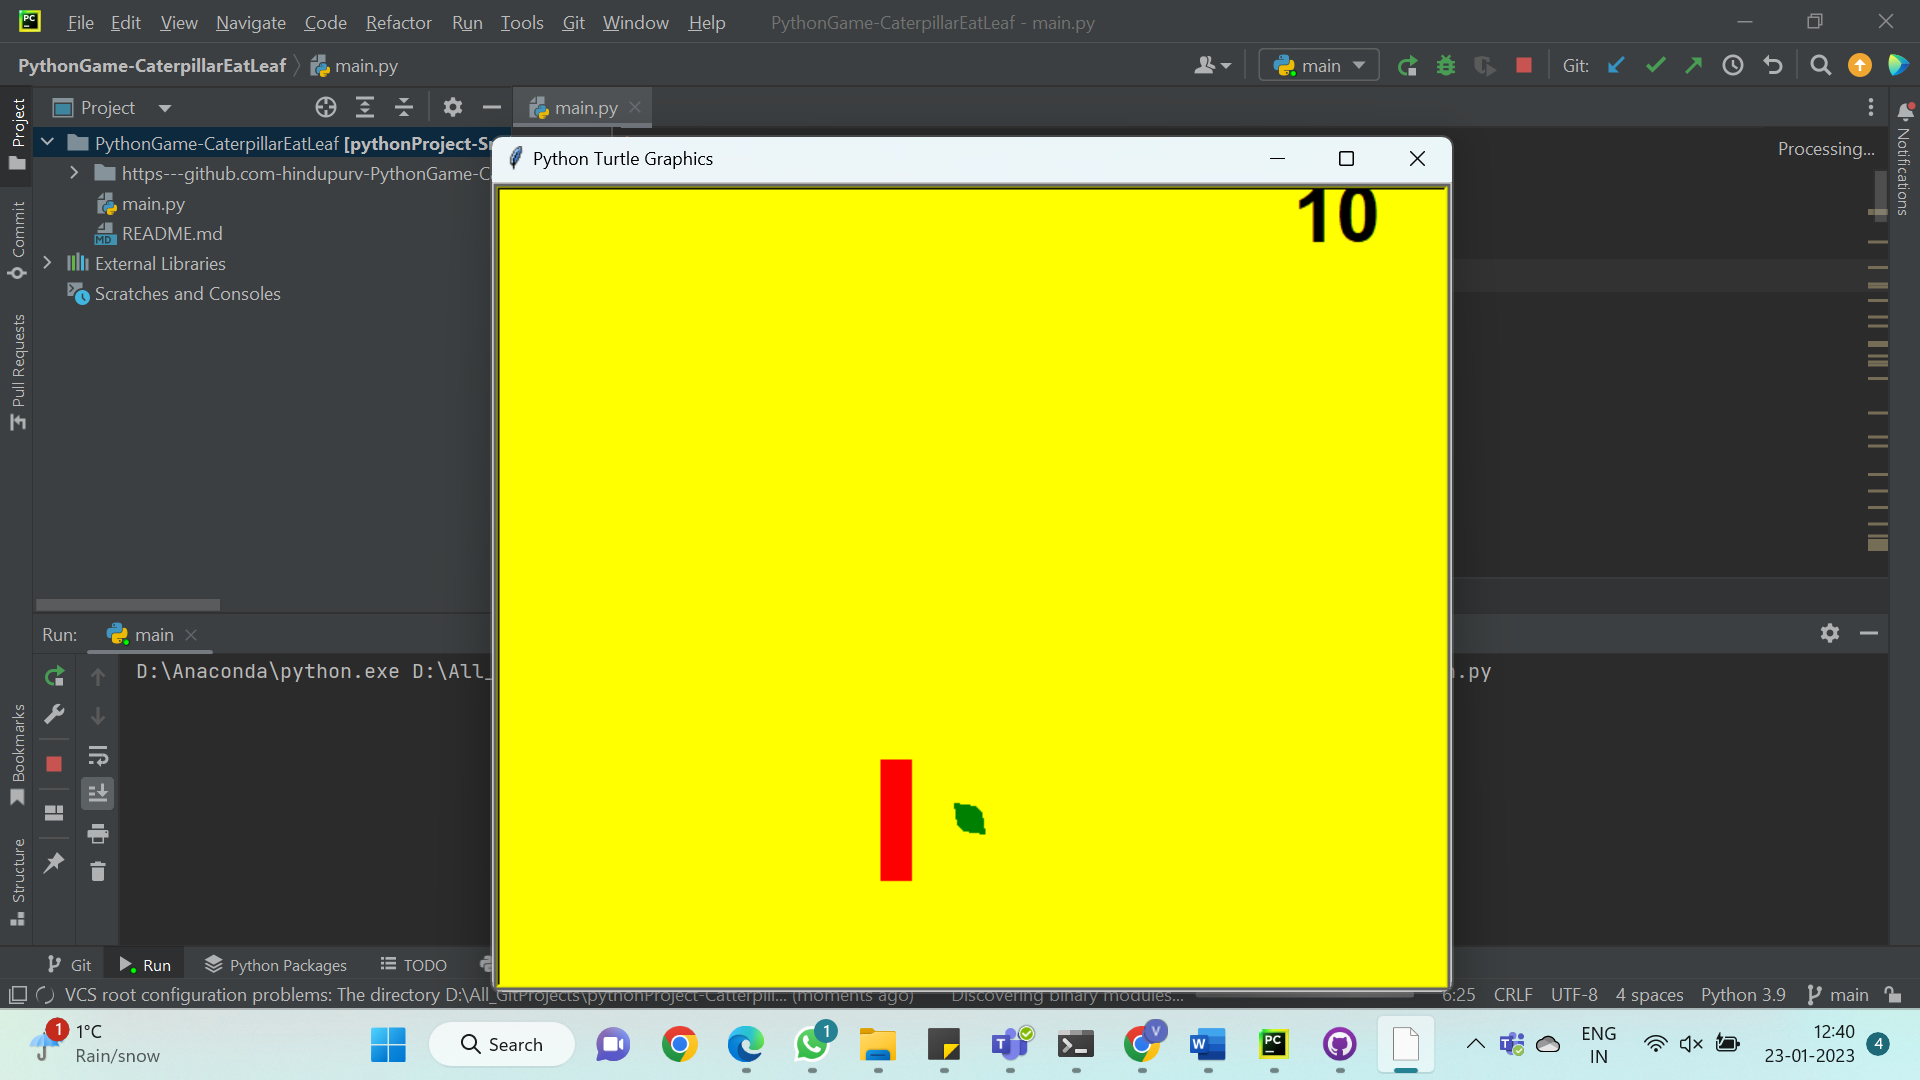 File Edit View Navigate Code Refactor Run Tools Git Window Help PythonGame-CaterpillarEatLeaf - main.py
PythonGame-CaterpillarEatLeaf main.py main Git:
Project main.py
Project
PythonGame-CaterpillarEatLeaf [pythonProject-S
https---github.com-hindupurv-PythonGame-C
main.py
README.md
External Libraries
Scratches and Consoles
Commit
Pull Requests
Bookmarks
Structure
Python Turtle Graphics
10
Processing...
Notifications
Run: main
D:\Anaconda\python.exe D:\All_ .py
Git Run Python Packages TODO
VCS root configuration problems: The directory D:\All_GitProjects\pythonProject-Catterpill... (moments ago) Discovering binary modules... 6:25 CRLF UTF-8 4 spaces Python 3.9 main
1 1°C
Rain/snow
Search
1
V
ENG
IN
12:40
23-01-2023
4